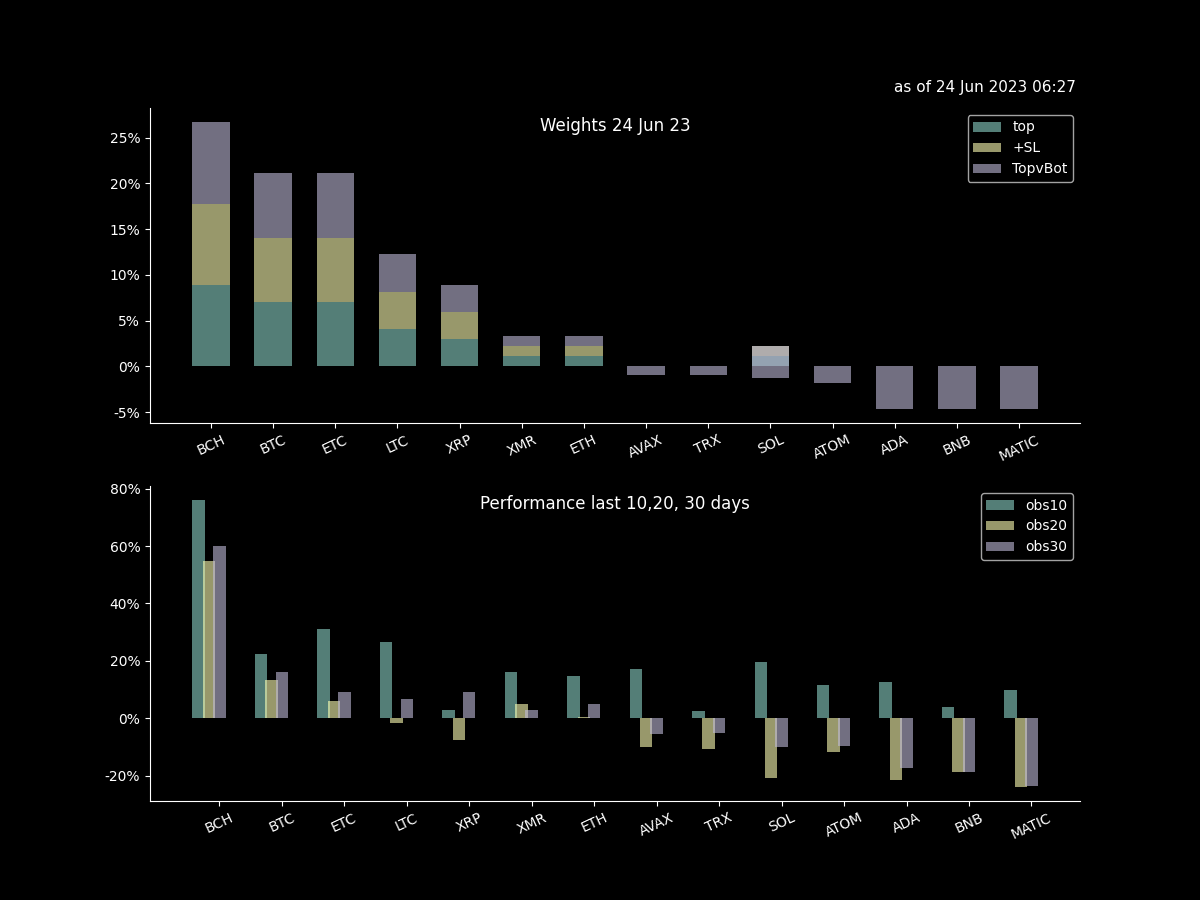 as of 24 Jun 2023 06:27
Weights 24 Jun 23
top
+SL
TopvBot
25%
20%
15%
10%
5%
0%
-5%
BCH BTC ETC LTC XRP XMR ETH AVAX TRX SOL ATOM ADA BNB MATIC
Performance last 10,20, 30 days
obs10
obs20
obs30
80%
60%
40%
20%
0%
-20%
BCH BTC ETC LTC XRP XMR ETH AVAX TRX SOL ATOM ADA BNB MATIC